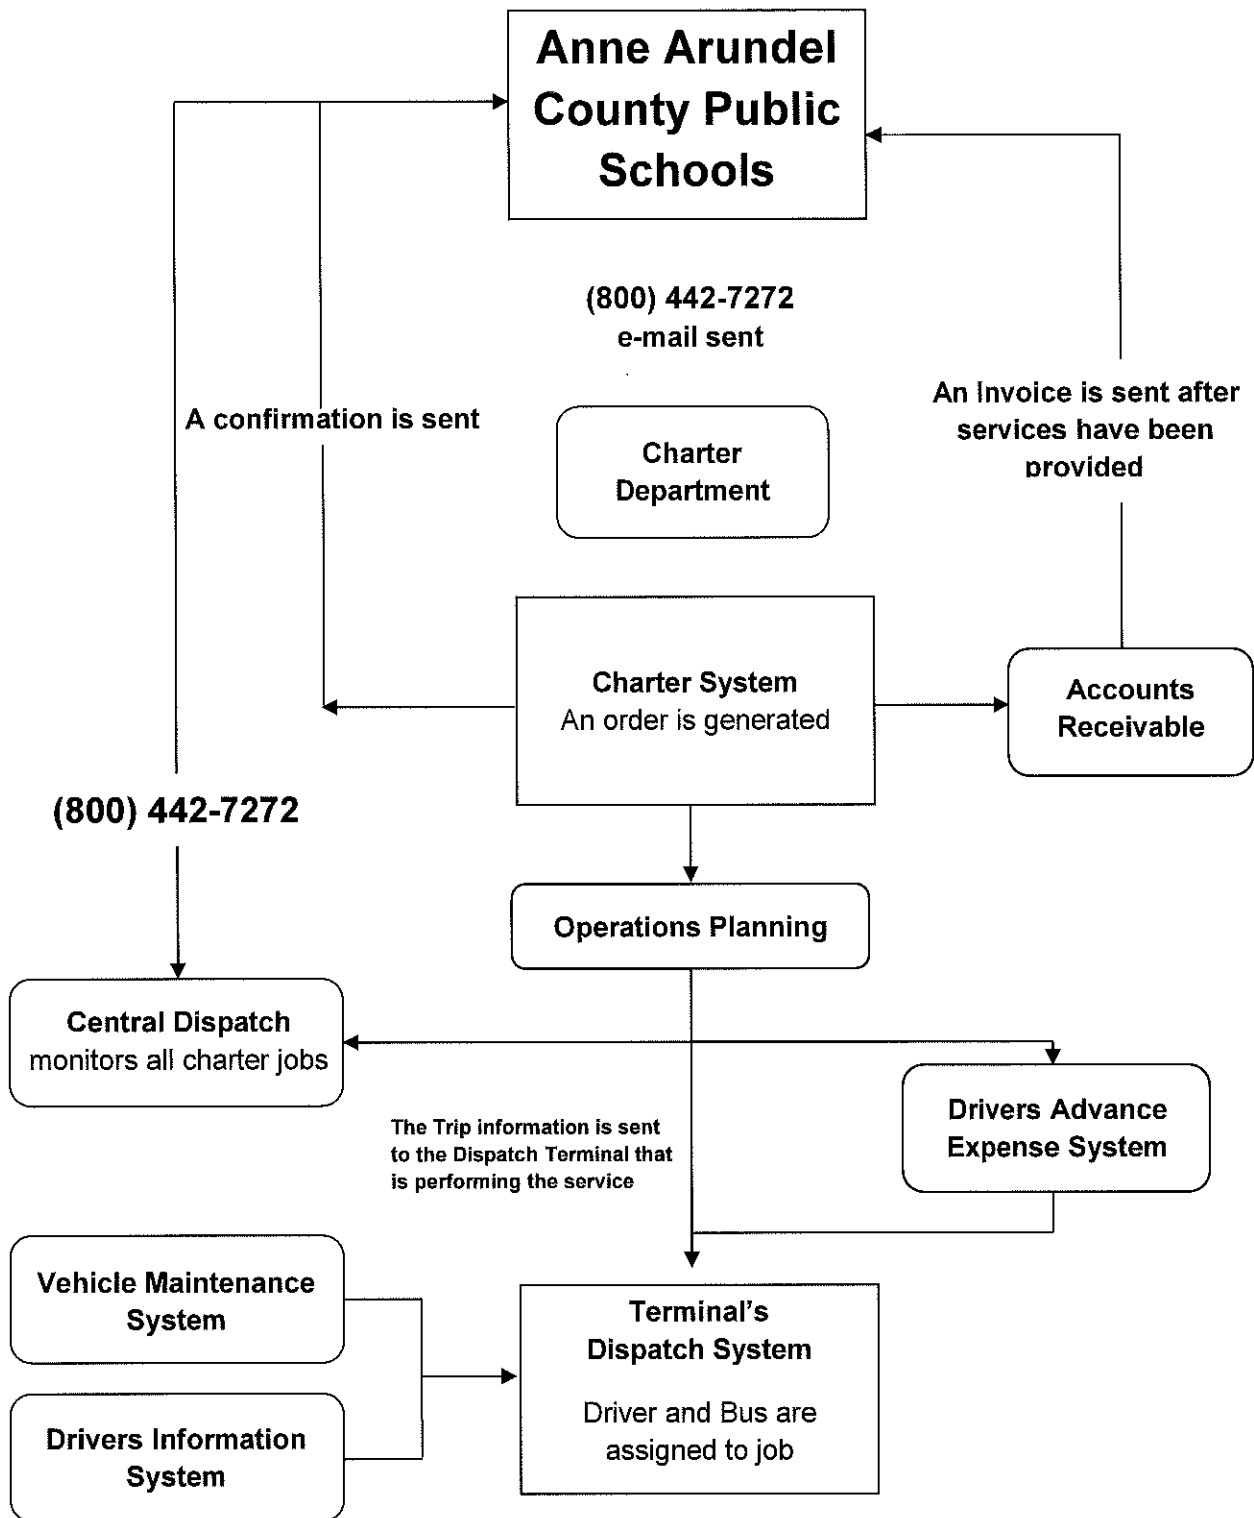 Anne Arundel
County Public
Schools
(800) 442-7272
e-mail sent
A confirmation is sent
An Invoice is sent after
services have been
provided
Charter
Department
Charter System
An order is generated
Accounts
Receivable
(800) 442-7272
Operations Planning
Central Dispatch
monitors all charter jobs
Drivers Advance
Expense System
The Trip information is sent
to the Dispatch Terminal that
is performing the service
Vehicle Maintenance
System
Terminal's
Dispatch System
Driver and Bus are
assigned to job
Drivers Information
System